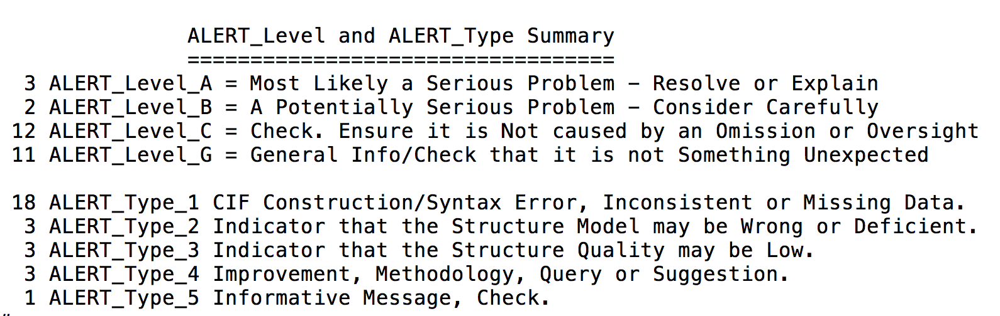 ALERT_Level and ALERT_Type Summary
==================================
3 ALERT_Level_A = Most Likely a Serious Problem - Resolve or Explain
2 ALERT_Level_B = A Potentially Serious Problem - Consider Carefully
12 ALERT_Level_C = Check. Ensure it is Not caused by an Omission or Oversight
11 ALERT_Level_G = General Info/Check that it is not Something Unexpected
18 ALERT_Type_1 CIF Construction/Syntax Error, Inconsistent or Missing Data.
3 ALERT_Type_2 Indicator that the Structure Model may be Wrong or Deficient.
3 ALERT_Type_3 Indicator that the Structure Quality may be Low.
3 ALERT_Type_4 Improvement, Methodology, Query or Suggestion.
1 ALERT_Type_5 Informative Message, Check.